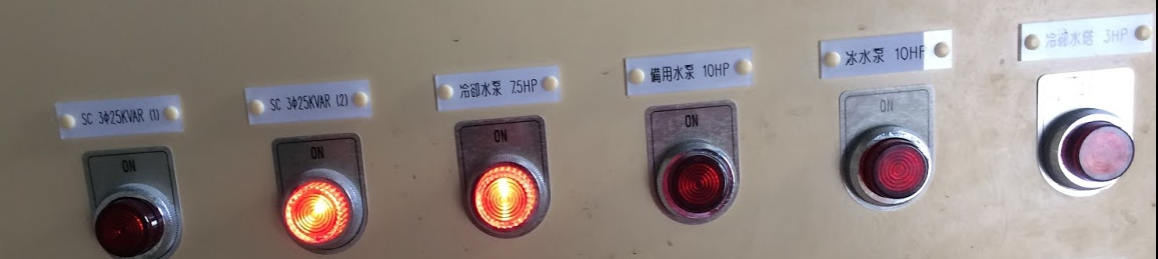 SC 3Φ25KVAR (1)
ON
SC 3Φ25KVAR (2)
ON
冷卻水泵 7.5HP
ON
備用水泵 10HP
ON
冰水泵 10HP
ON
冷卻水塔 3HP